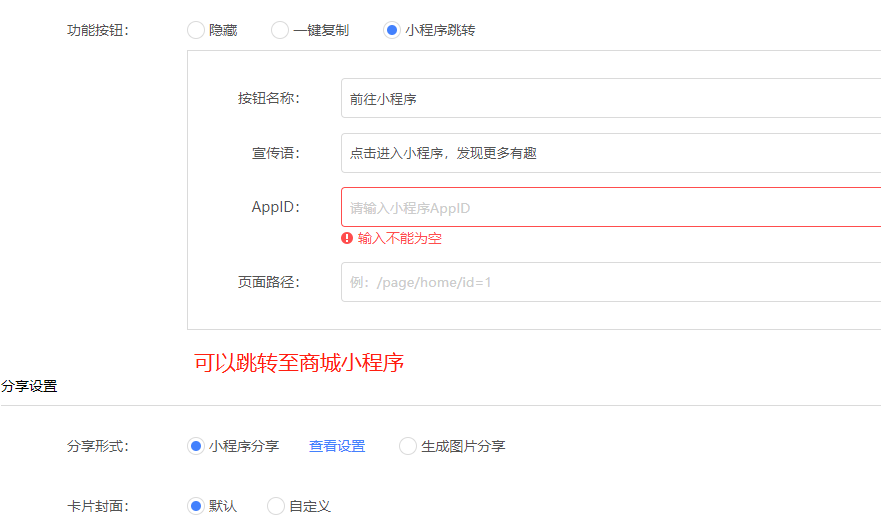 功能按钮： 隐藏 一键复制 小程序跳转
按钮名称： 前往小程序
宣传语： 点击进入小程序，发现更多有趣
AppID： 请输入小程序AppID
输入不能为空
页面路径： 例：/page/home/id=1
可以跳转至商城小程序
分享设置
分享形式： 小程序分享 查看设置 生成图片分享
卡片封面： 默认 自定义